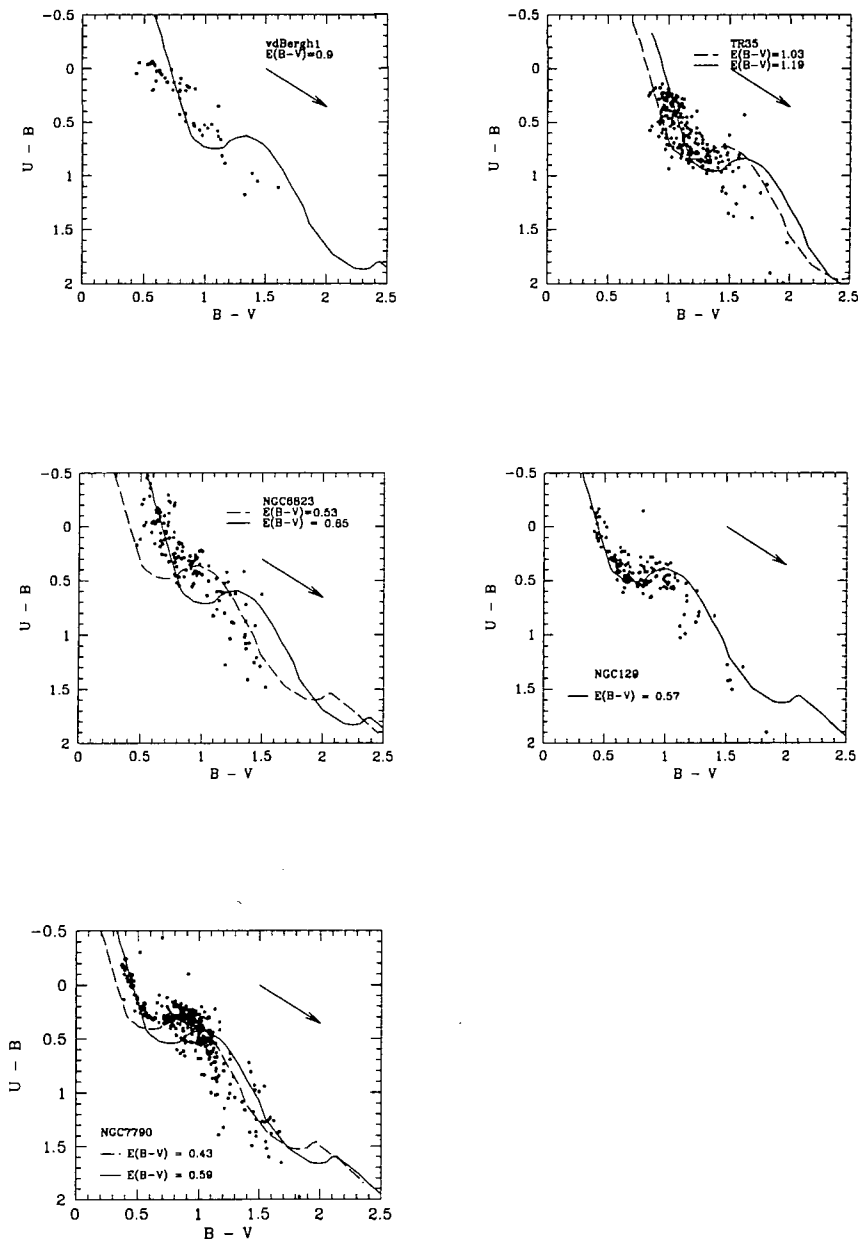 vdBergh1
E(B-V)=0.9
-0.5
0
0.5
1
1.5
2
U - B
0 0.5 1 1.5 2 2.5
B - V
TR35
E(B-V)=1.03
E(B-V)=1.19
-0.5
0
0.5
1
1.5
2
U - B
0 0.5 1 1.5 2 2.5
B - V
NGC6823
E(B-V)=0.53
E(B-V) = 0.85
-0.5
0
0.5
1
1.5
2
U - B
0 0.5 1 1.5 2 2.5
B - V
NGC129
E(B-V) = 0.57
-0.5
0
0.5
1
1.5
2
U - B
0 0.5 1 1.5 2 2.5
B - V
NGC7790
E(B-V) = 0.43
E(B-V) = 0.59
-0.5
0
0.5
1
1.5
2
U - B
0 0.5 1 1.5 2 2.5
B - V